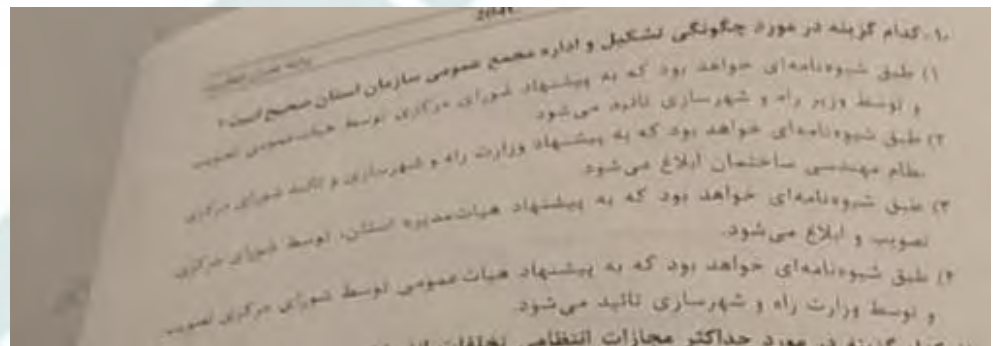 ۱۰- کدام گزینه در مورد چگونگی تشکیل و اداره مجمع عمومی سازمان استان صحیح است؟
۱) طبق شیوه‌نامه‌ای خواهد بود که به پیشنهاد شورای مرکزی توسط هیات عمومی تصویب
و توسط وزیر راه و شهرسازی تائید می‌شود.
۲) طبق شیوه‌نامه‌ای خواهد بود که به پیشنهاد وزارت راه و شهرسازی و تائید شورای مرکزی
نظام مهندسی ساختمان ابلاغ می‌شود.
۳) طبق شیوه‌نامه‌ای خواهد بود که به پیشنهاد هیات‌مدیره استان، توسط شورای مرکزی
تصویب و ابلاغ می‌شود.
۴) طبق شیوه‌نامه‌ای خواهد بود که به پیشنهاد هیات عمومی توسط شورای مرکزی تصویب
و توسط وزارت راه و شهرسازی تائید می‌شود.
گزینه در مورد حداکثر مجازات انتظامی تخلفات